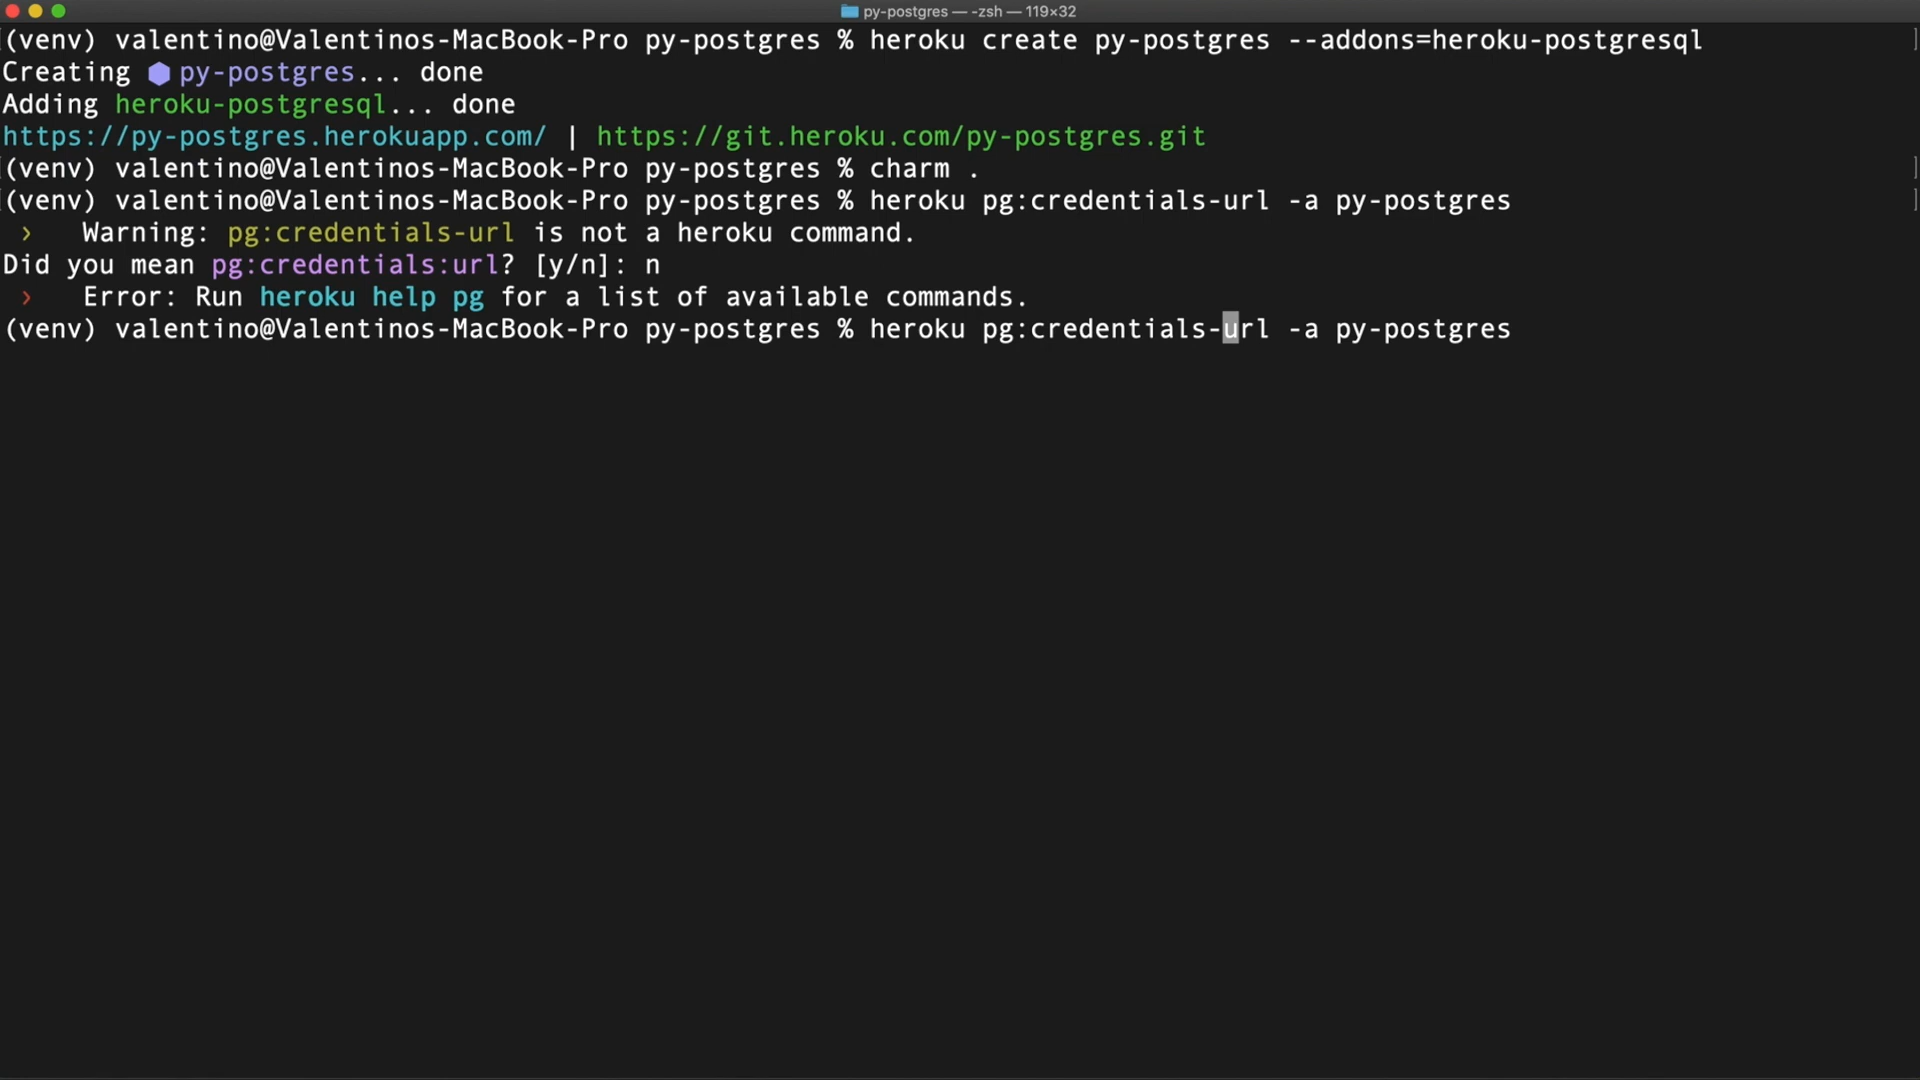 py-postgres — -zsh — 119×32
(venv) valentino@Valentinos-MacBook-Pro py-postgres % heroku create py-postgres --addons=heroku-postgresql
Creating ⬢ py-postgres... done
Adding heroku-postgresql... done
https://py-postgres.herokuapp.com/ | https://git.heroku.com/py-postgres.git
(venv) valentino@Valentinos-MacBook-Pro py-postgres % charm .
(venv) valentino@Valentinos-MacBook-Pro py-postgres % heroku pg:credentials-url -a py-postgres
›   Warning: pg:credentials-url is not a heroku command.
Did you mean pg:credentials:url? [y/n]: n
›   Error: Run heroku help pg for a list of available commands.
(venv) valentino@Valentinos-MacBook-Pro py-postgres % heroku pg:credentials-url -a py-postgres